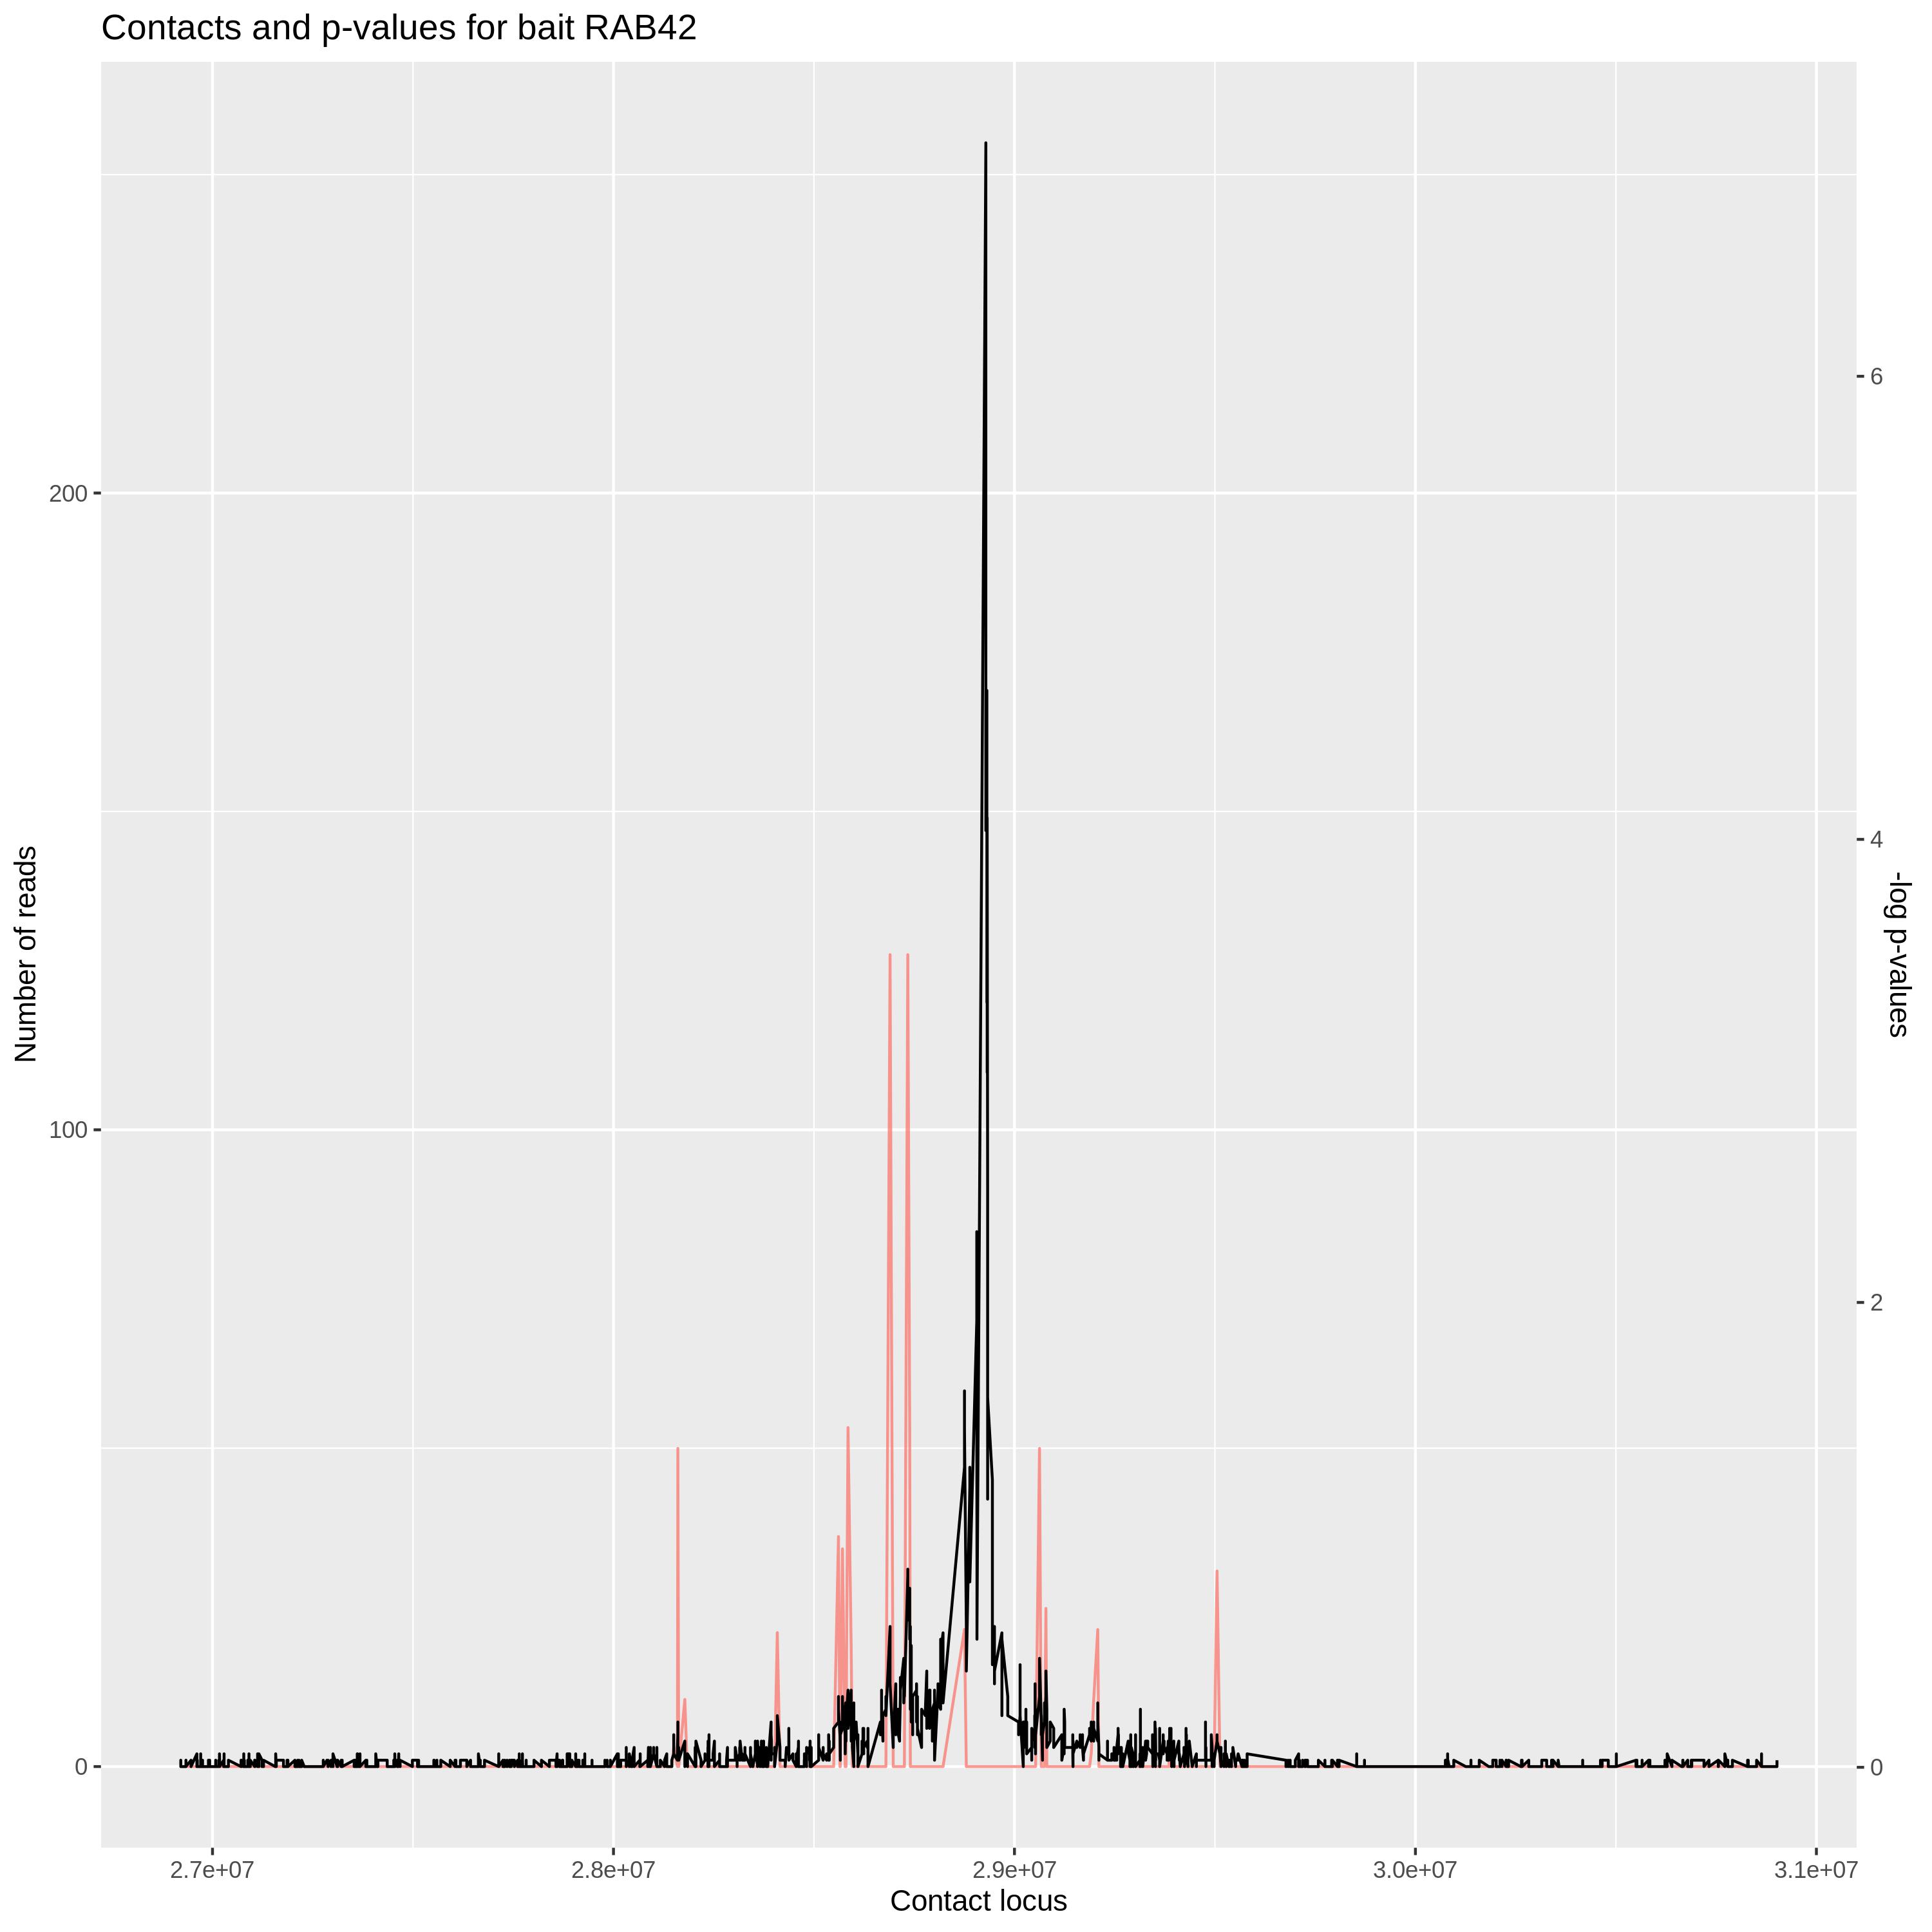 Contacts and p-values for bait RAB42
Number of reads
200
100
0
6
4
2
0
-log p-values
2.7e+07
2.8e+07
2.9e+07
3.0e+07
3.1e+07
Contact locus